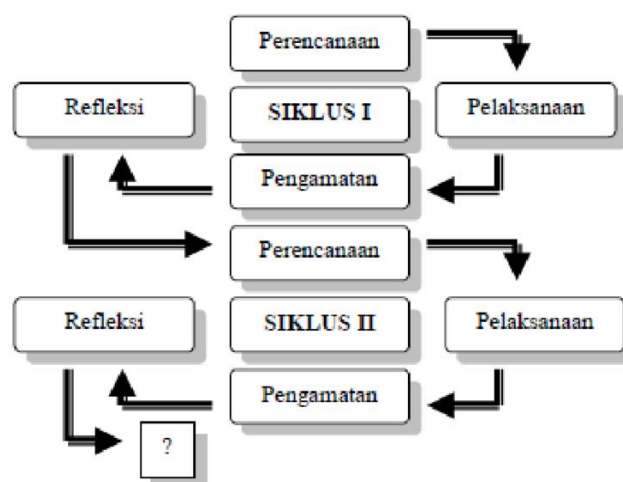 Perencanaan
Refleksi
SIKLUS I
Pelaksanaan
Pengamatan
Perencanaan
Refleksi
SIKLUS II
Pelaksanaan
Pengamatan
?